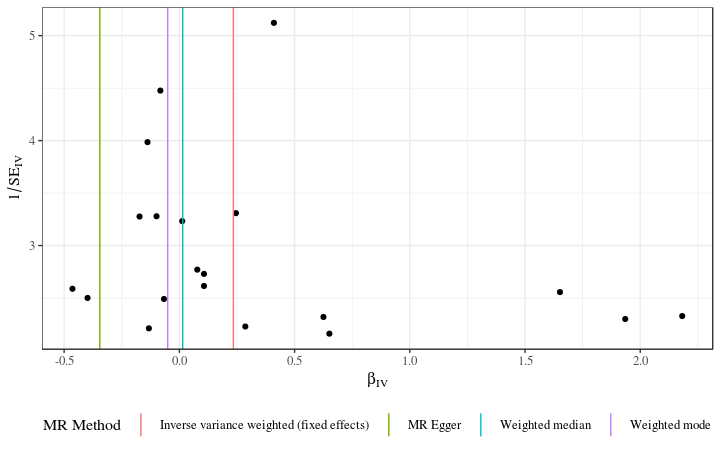 5
4
3
1/SE_IV
-0.5 0.0 0.5 1.0 1.5 2.0
β_IV
MR Method Inverse variance weighted (fixed effects) MR Egger Weighted median Weighted mode